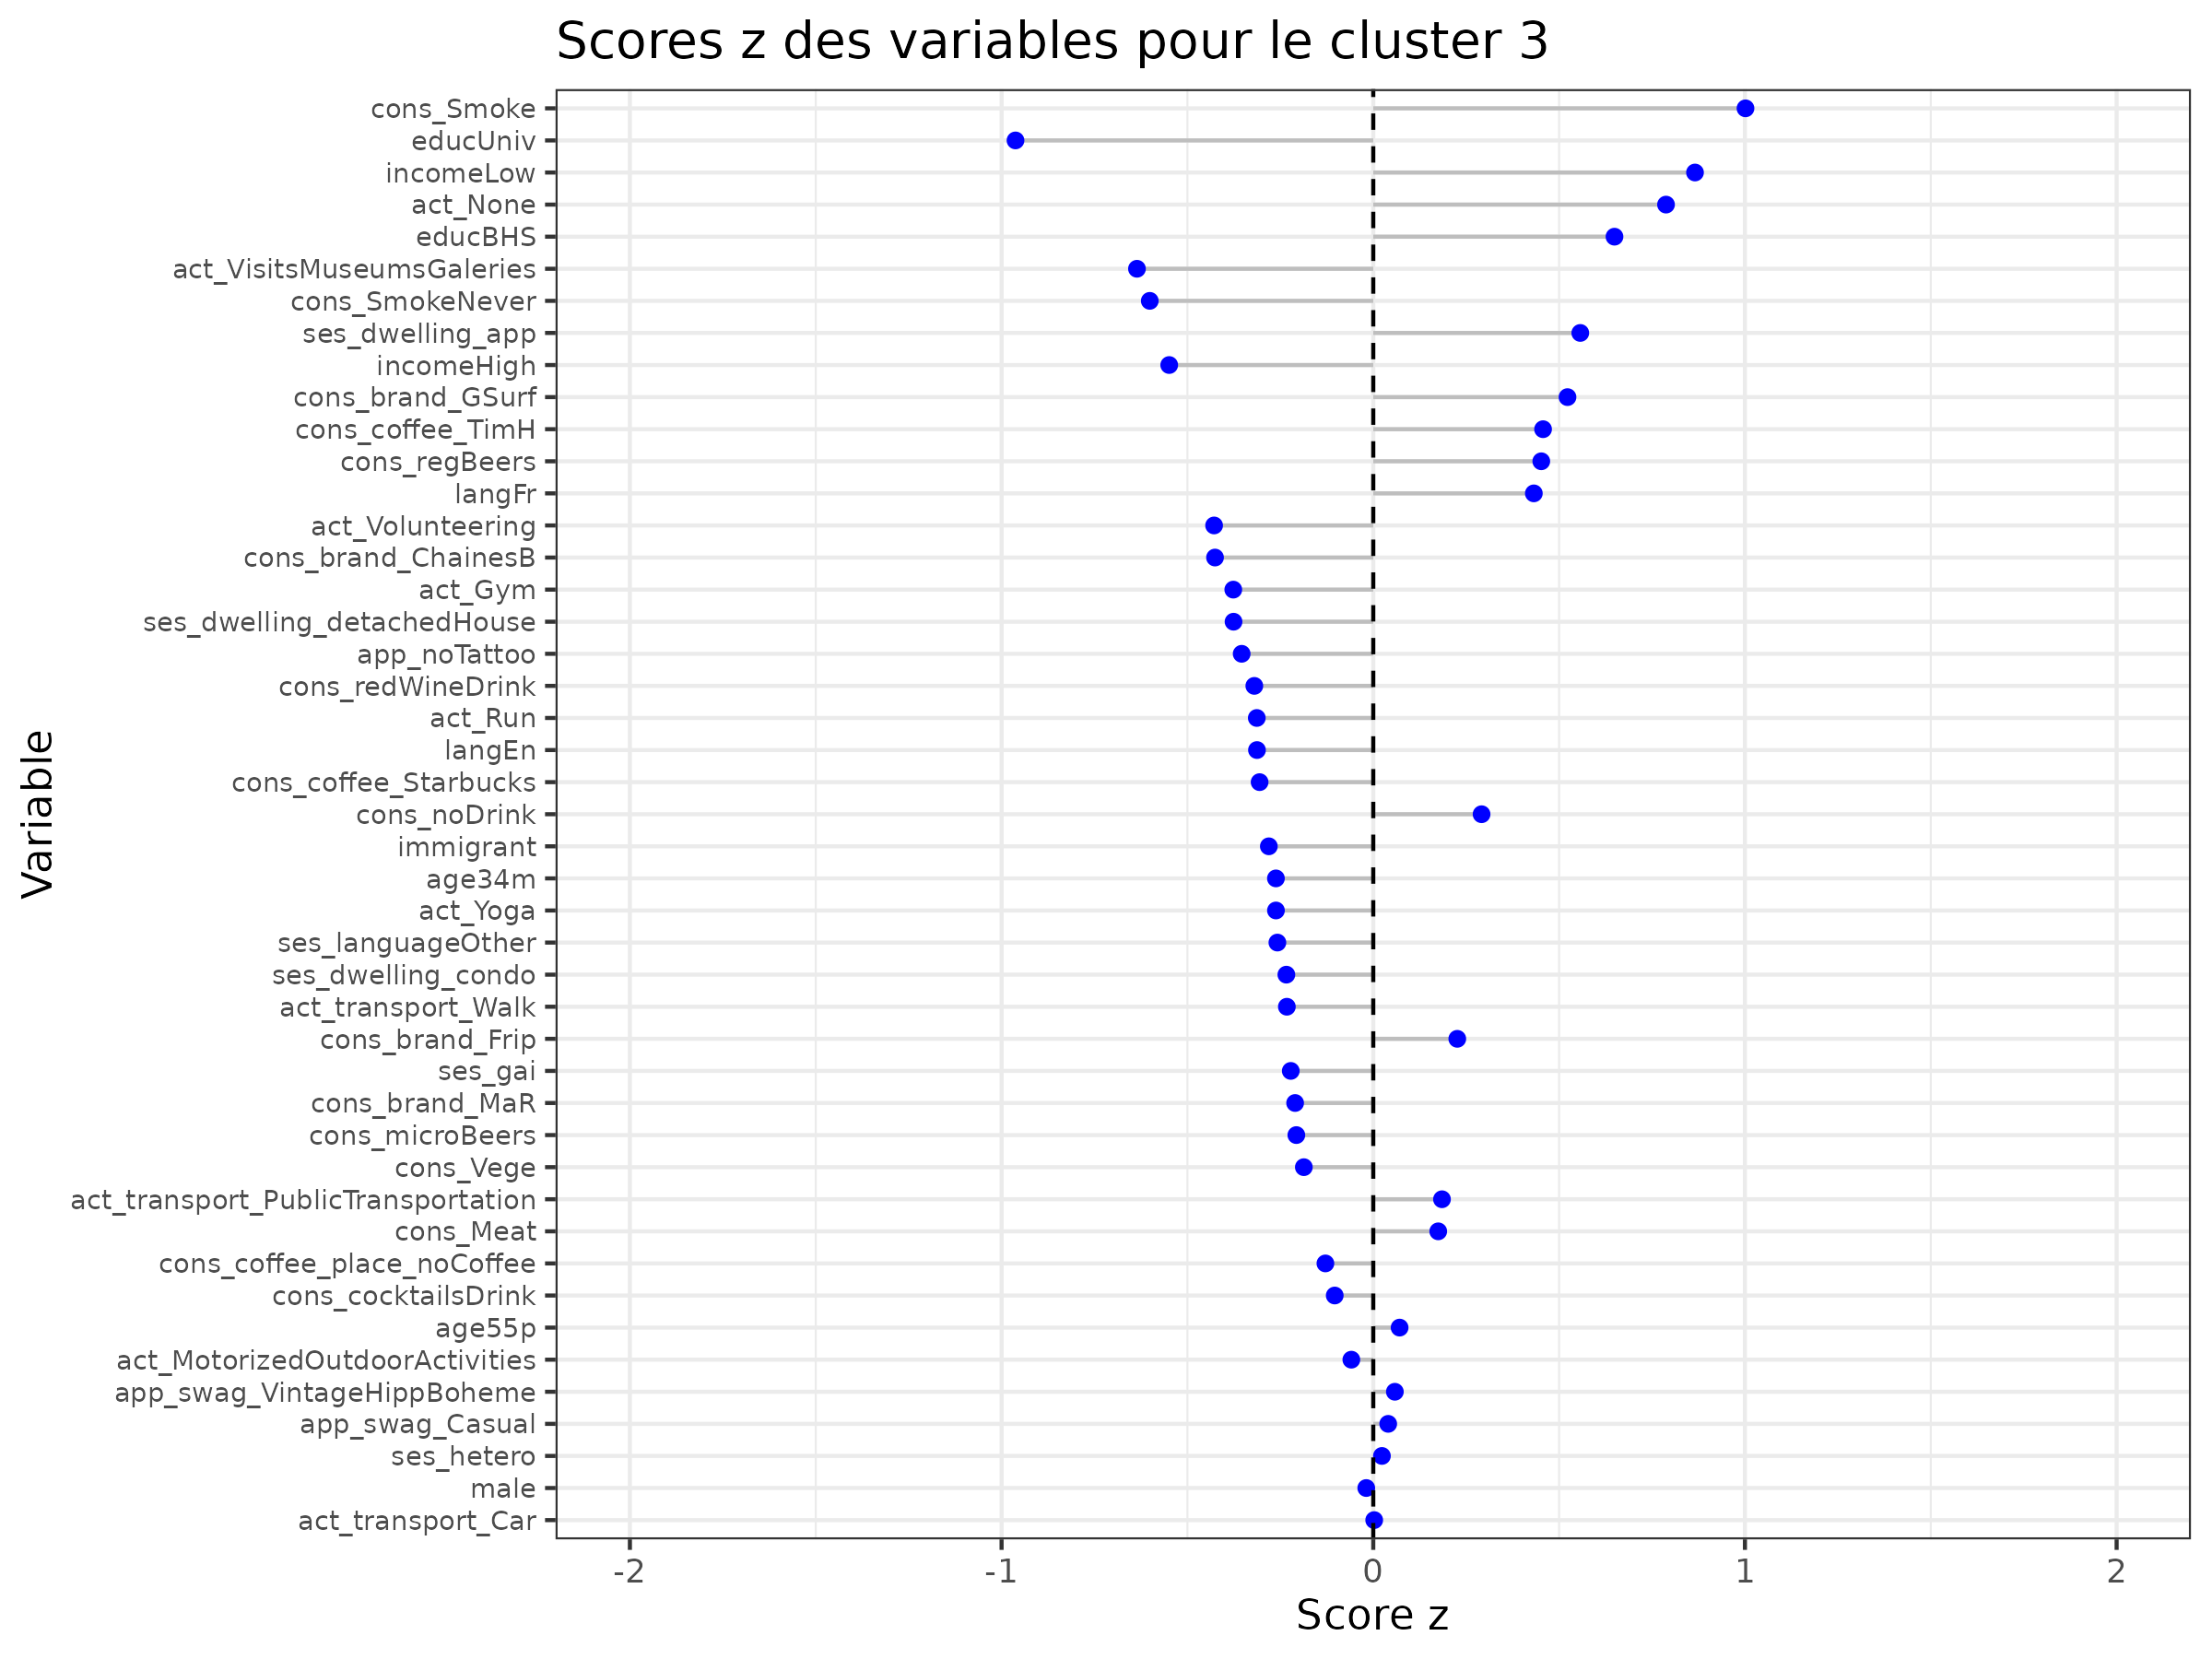 Scores z des variables pour le cluster 3
cons_Smoke
educUniv
incomeLow
act_None
educBHS
act_VisitsMuseumsGaleries
cons_SmokeNever
ses_dwelling_app
incomeHigh
cons_brand_GSurf
cons_coffee_TimH
cons_regBeers
langFr
act_Volunteering
cons_brand_ChainesB
act_Gym
ses_dwelling_detachedHouse
app_noTattoo
cons_redWineDrink
act_Run
langEn
cons_coffee_Starbucks
cons_noDrink
immigrant
age34m
act_Yoga
ses_languageOther
ses_dwelling_condo
act_transport_Walk
cons_brand_Frip
ses_gai
cons_brand_MaR
cons_microBeers
cons_Vege
act_transport_PublicTransportation
cons_Meat
cons_coffee_place_noCoffee
cons_cocktailsDrink
age55p
act_MotorizedOutdoorActivities
app_swag_VintageHippBoheme
app_swag_Casual
ses_hetero
male
act_transport_Car
Variable
-2 -1 0 1 2
Score z